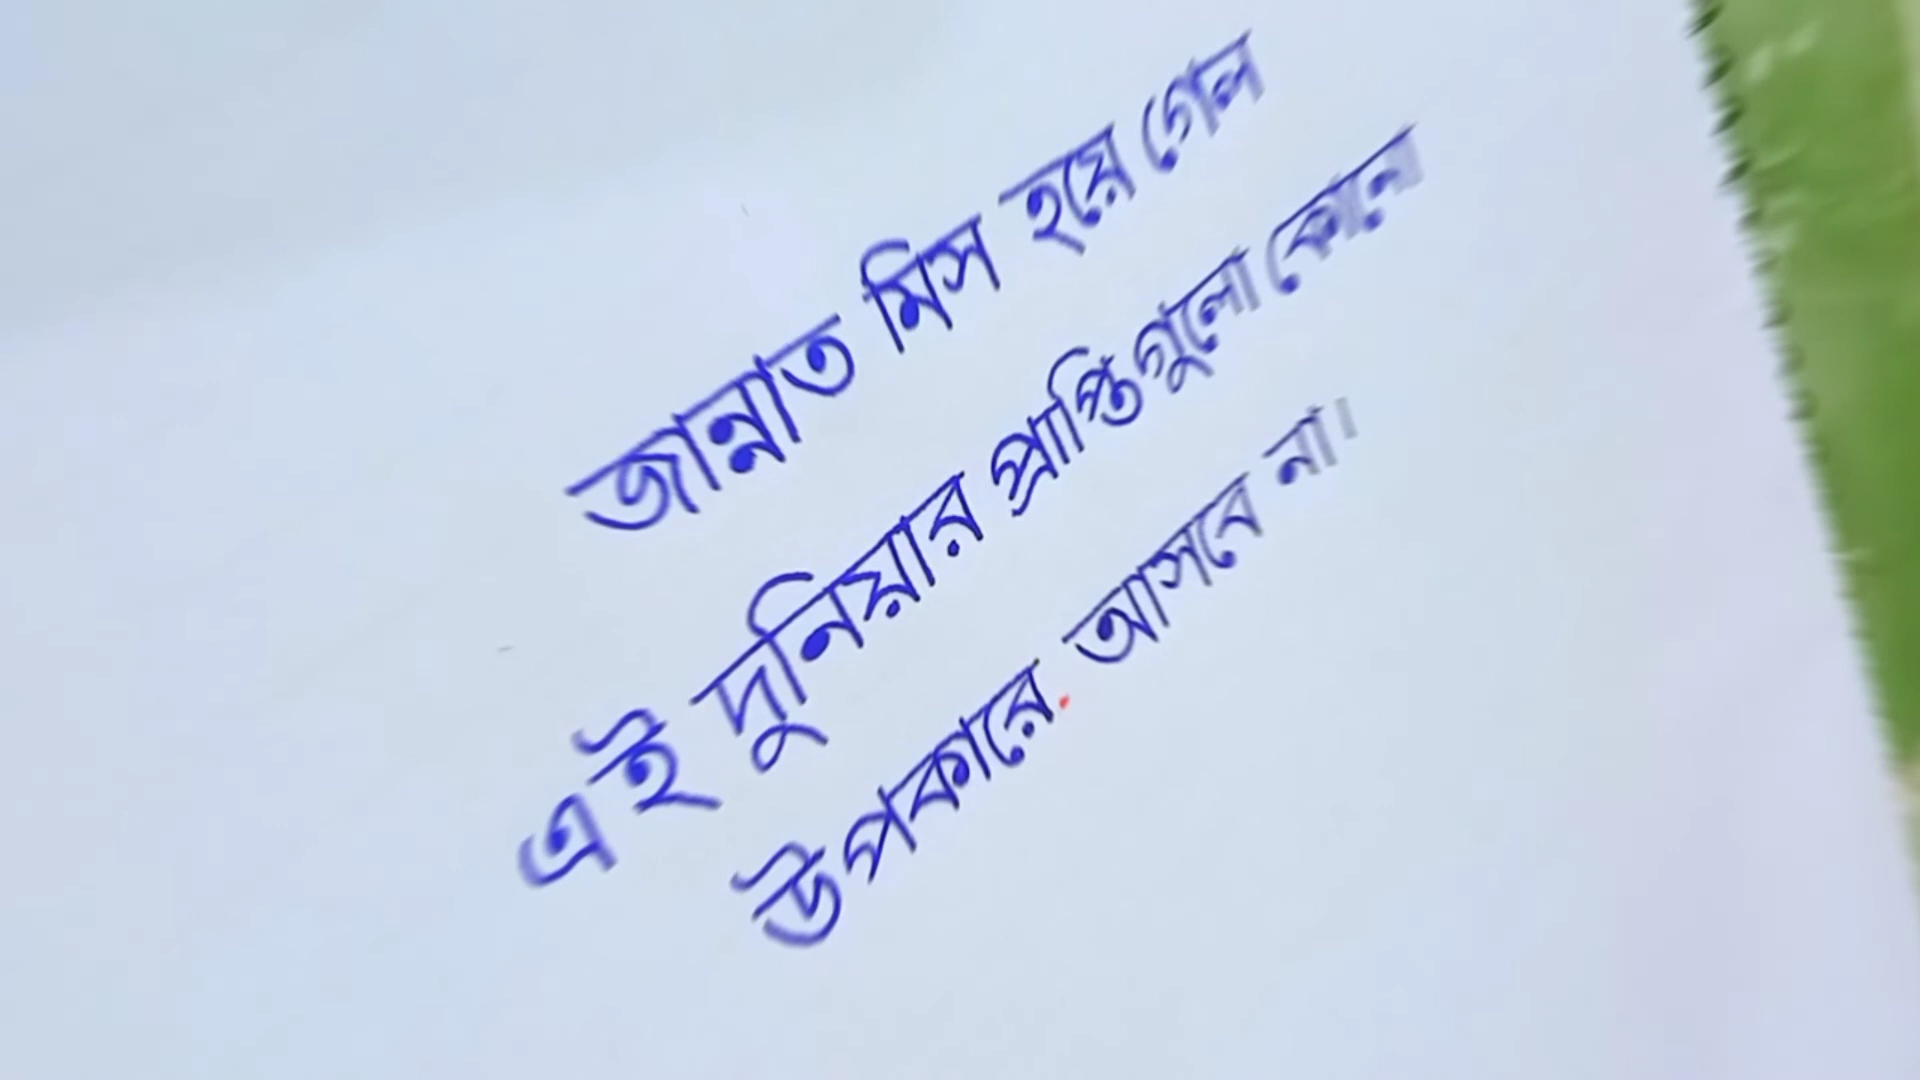 জান্নাত মিস হয়ে গেল
এই দুনিয়ার প্রাপ্তিগুলো কোনো
উপকারে আসবে না।